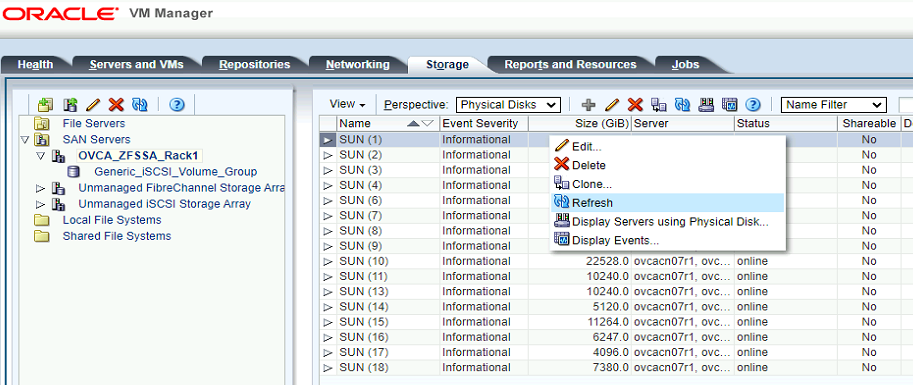 ORACLE VM Manager
Health Servers and VMs Repositories Networking Storage Reports and Resources Jobs
View Perspective: Physical Disks Name Filter
File Servers
SAN Servers
OVCA_ZFSSA_Rack1
Generic_iSCSI_Volume_Group
Unmanaged FibreChannel Storage Arra
Unmanaged iSCSI Storage Array
Local File Systems
Shared File Systems
Name Event Severity Size (GiB) Server Status Shareable D
SUN (1) Informational No
SUN (2) Informational No
SUN (3) Informational No
SUN (4) Informational No
SUN (6) Informational No
SUN (7) Informational No
SUN (8) Informational No
SUN (9) Informational No
SUN (10) Informational 22528.0 ovcacn07r1, ovc... online No
SUN (11) Informational 10240.0 ovcacn07r1, ovc... online No
SUN (13) Informational 10240.0 ovcacn07r1, ovc... online No
SUN (14) Informational 5120.0 ovcacn07r1, ovc... online No
SUN (15) Informational 11264.0 ovcacn07r1, ovc... online No
SUN (16) Informational 6247.0 ovcacn07r1, ovc... online No
SUN (17) Informational 4096.0 ovcacn07r1, ovc... online No
SUN (18) Informational 7380.0 ovcacn07r1, ovc... online No
Edit...
Delete
Clone...
Refresh
Display Servers using Physical Disk...
Display Events...